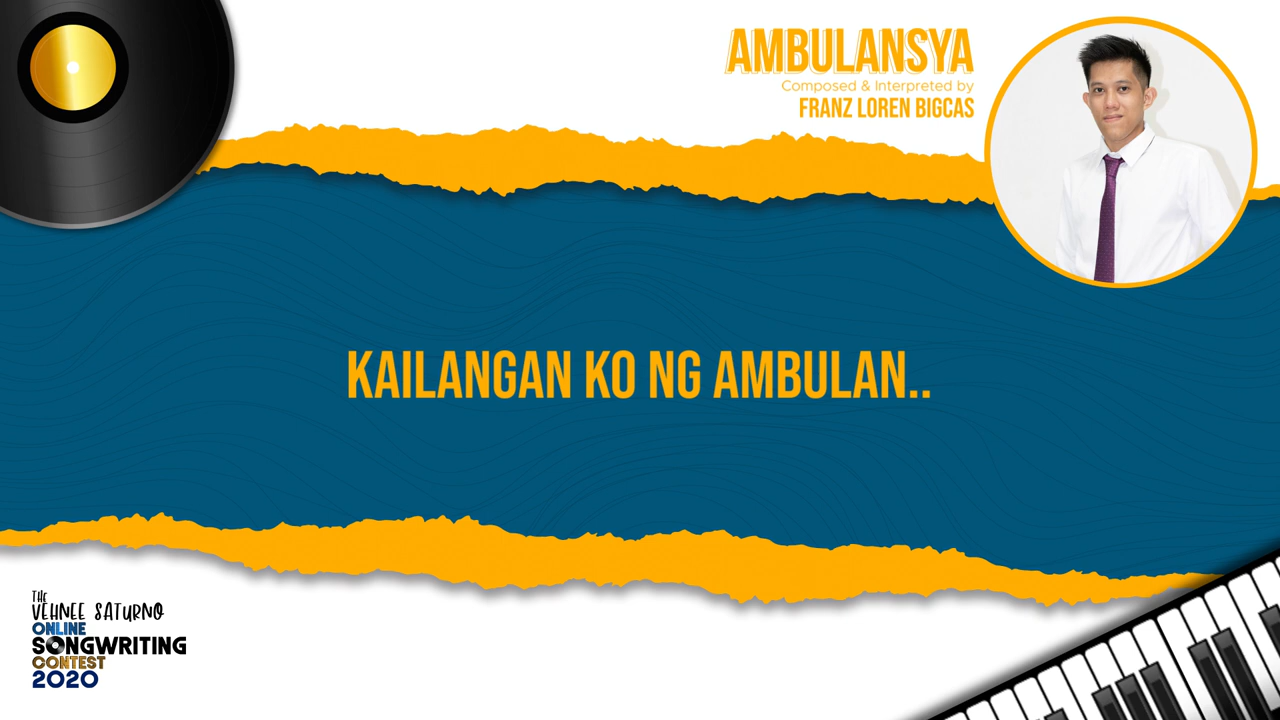 AMBULANSYA
Composed & Interpreted by
FRANZ LOREN BIGCAS
KAILANGAN KO NG AMBULAN..
THE
VEHNEE SATURNO
ONLINE
SONGWRITING
CONTEST
2020